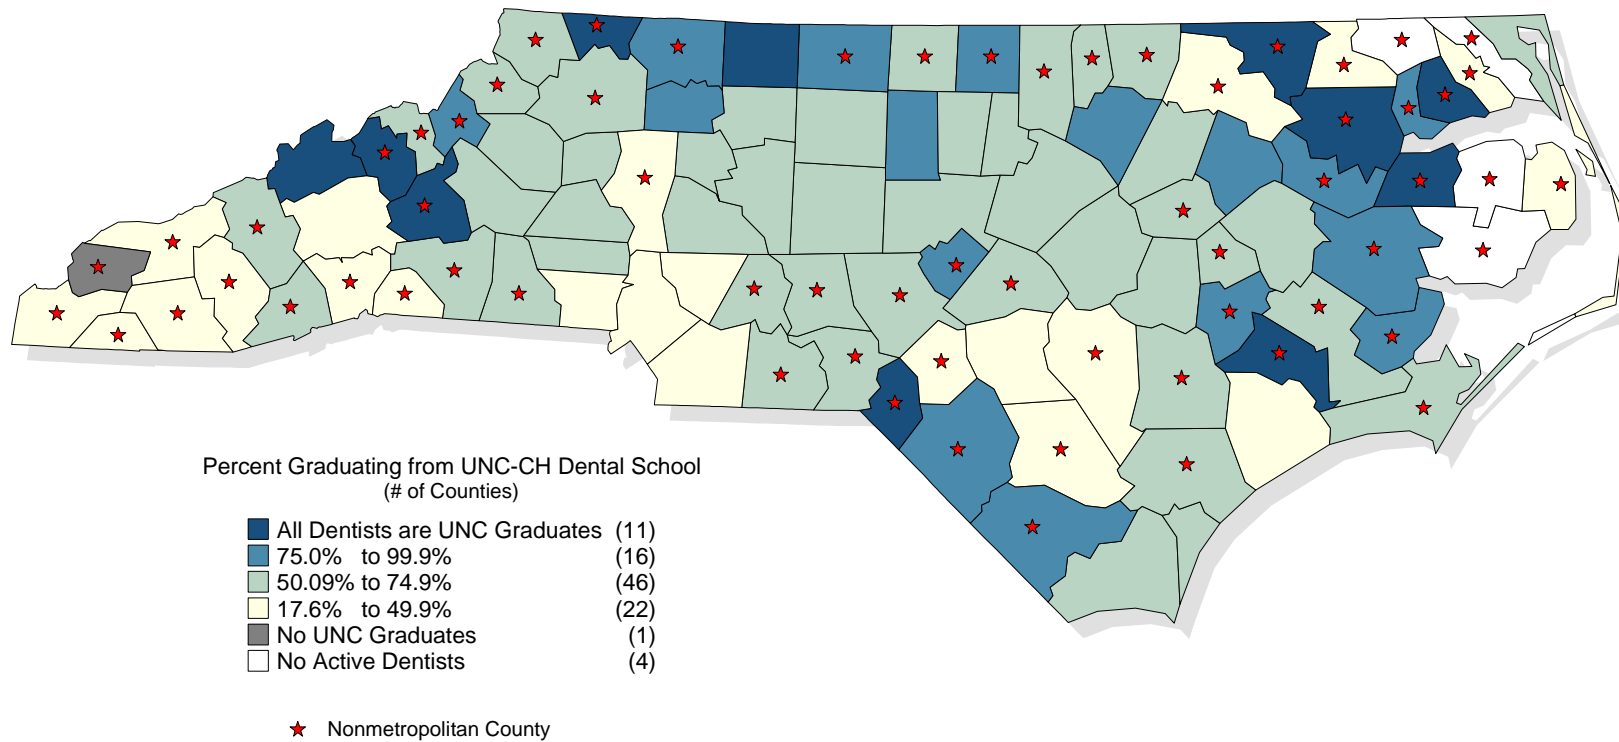 Percent Graduating from UNC-CH Dental School
(# of Counties)
All Dentists are UNC Graduates (11)
75.0% to 99.9% (16)
50.09% to 74.9% (46)
17.6% to 49.9% (22)
No UNC Graduates (1)
No Active Dentists (4)
Nonmetropolitan County